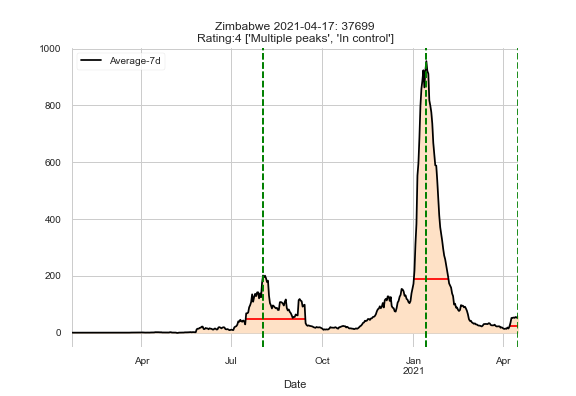 Zimbabwe 2021-04-17: 37699
Rating:4 ['Multiple peaks', 'In control']
1000
Average-7d
800
600
400
200
0
Apr
Jul
Oct
Jan
2021
Apr
Date